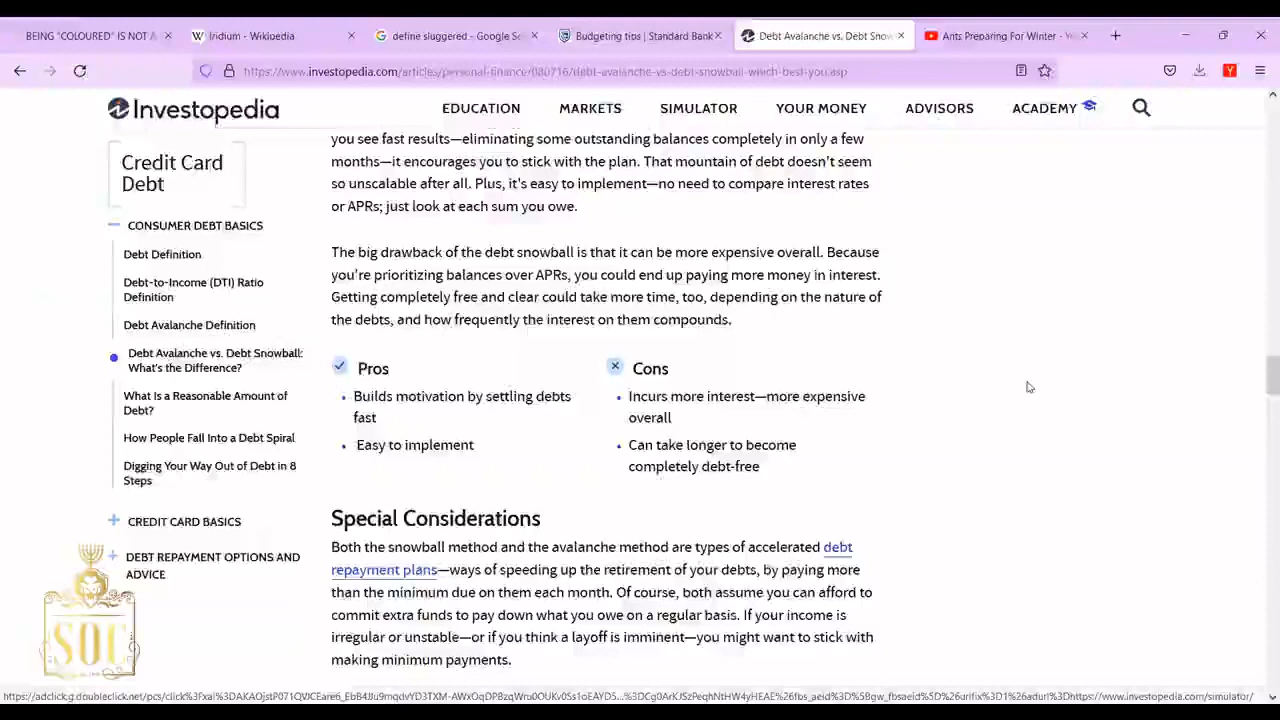 BEING "COLOURED" IS NOT A
Iridium - Wikipedia
define sluggered - Google Se
Budgeting tips | Standard Bank
Debt Avalanche vs. Debt Snow
Ants Preparing For Winter - Yo
https://www.investopedia.com/articles/personal-finance/080716/debt-avalanche-vs-debt-snowball-which-best-you.asp
Investopedia
EDUCATION MARKETS SIMULATOR YOUR MONEY ADVISORS ACADEMY
Credit Card
Debt
CONSUMER DEBT BASICS
Debt Definition
Debt-to-Income (DTI) Ratio
Definition
Debt Avalanche Definition
Debt Avalanche vs. Debt Snowball:
What's the Difference?
What Is a Reasonable Amount of
Debt?
How People Fall Into a Debt Spiral
Digging Your Way Out of Debt in 8
Steps
CREDIT CARD BASICS
DEBT REPAYMENT OPTIONS AND
ADVICE
you see fast results—eliminating some outstanding balances completely in only a few
months—it encourages you to stick with the plan. That mountain of debt doesn't seem
so unscalable after all. Plus, it's easy to implement—no need to compare interest rates
or APRs; just look at each sum you owe.
The big drawback of the debt snowball is that it can be more expensive overall. Because
you're prioritizing balances over APRs, you could end up paying more money in interest.
Getting completely free and clear could take more time, too, depending on the nature of
the debts, and how frequently the interest on them compounds.
Pros
Builds motivation by settling debts
fast
Easy to implement
Cons
Incurs more interest—more expensive
overall
Can take longer to become
completely debt-free
Special Considerations
Both the snowball method and the avalanche method are types of accelerated debt
repayment plans—ways of speeding up the retirement of your debts, by paying more
than the minimum due on them each month. Of course, both assume you can afford to
commit extra funds to pay down what you owe on a regular basis. If your income is
irregular or unstable—or if you think a layoff is imminent—you might want to stick with
making minimum payments.
SOC